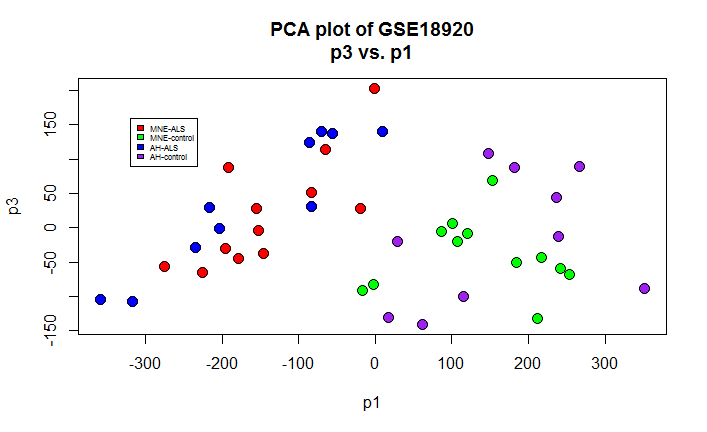 PCA plot of GSE18920
p3 vs. p1
MNE-ALS
MNE-control
AH-ALS
AH-control
p3
150
50
0
-50
-150
-300
-200
-100
0
100
200
300
p1